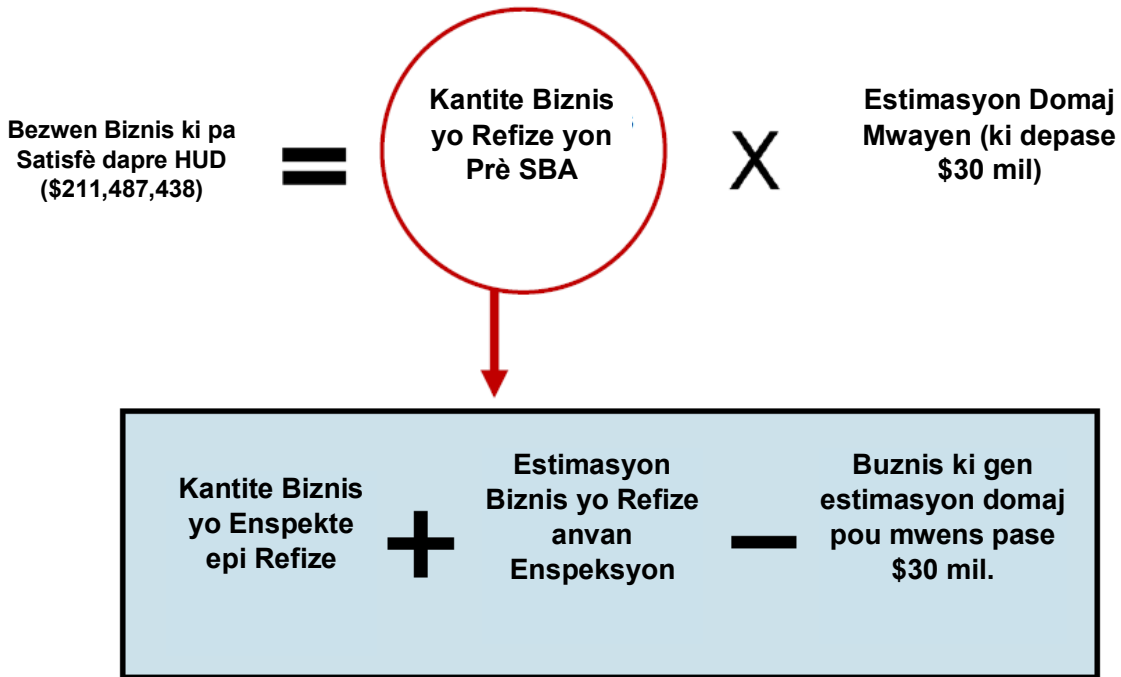 Bezwen Biznis ki pa
Satisfè dapre HUD
($211,487,438)
=
Kantite Biznis
yo Refize yon
Prè SBA
X
Estimasyon Domaj
Mwayen (ki depase
$30 mil)
Kantite Biznis
yo Enspekte
epi Refize
+
Estimasyon
Biznis yo Refize
anvan
Enspeksyon
−
Buznis ki gen
estimasyon domaj
pou mwens pase
$30 mil.